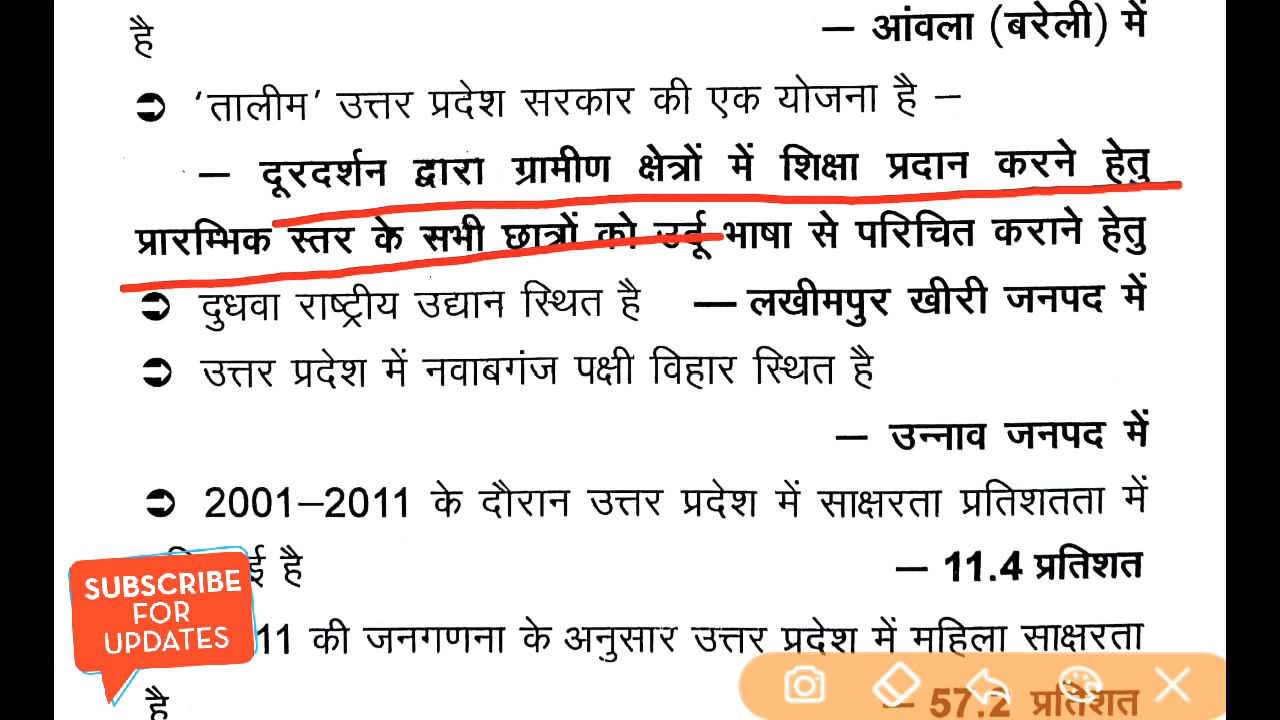 है — आंवला (बरेली) में
➲ ‘तालीम’ उत्तर प्रदेश सरकार की एक योजना है –
— दूरदर्शन द्वारा ग्रामीण क्षेत्रों में शिक्षा प्रदान करने हेतु
प्रारम्भिक स्तर के सभी छात्रों को उर्दू भाषा से परिचित कराने हेतु
➲ दुधवा राष्ट्रीय उद्यान स्थित है — लखीमपुर खीरी जनपद में
➲ उत्तर प्रदेश में नवाबगंज पक्षी विहार स्थित है
— उन्नाव जनपद में
➲ 2001–2011 के दौरान उत्तर प्रदेश में साक्षरता प्रतिशतता में
है — 11.4 प्रतिशत
11 की जनगणना के अनुसार उत्तर प्रदेश में महिला साक्षरता
है — 57.2 प्रतिशत
SUBSCRIBE
FOR
UPDATES